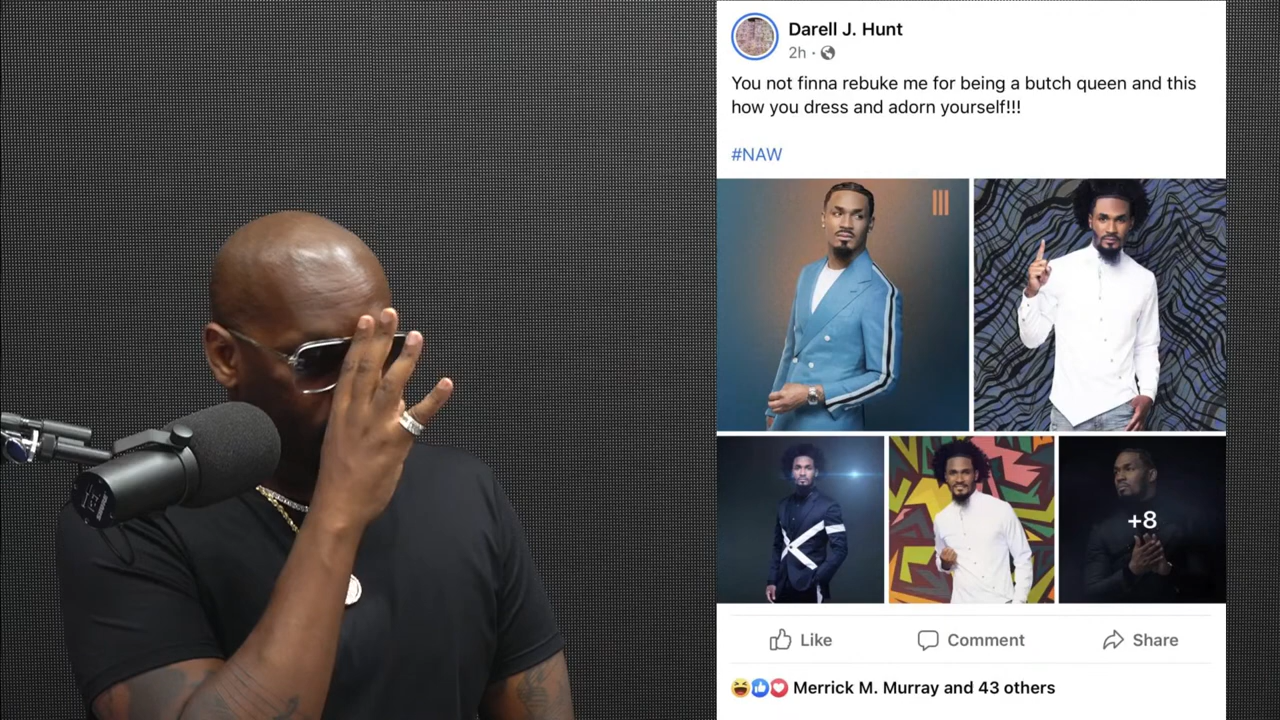 Darell J. Hunt
2h ·
You not finna rebuke me for being a butch queen and this
how you dress and adorn yourself!!!
#NAW
+8
Like Comment Share
Merrick M. Murray and 43 others